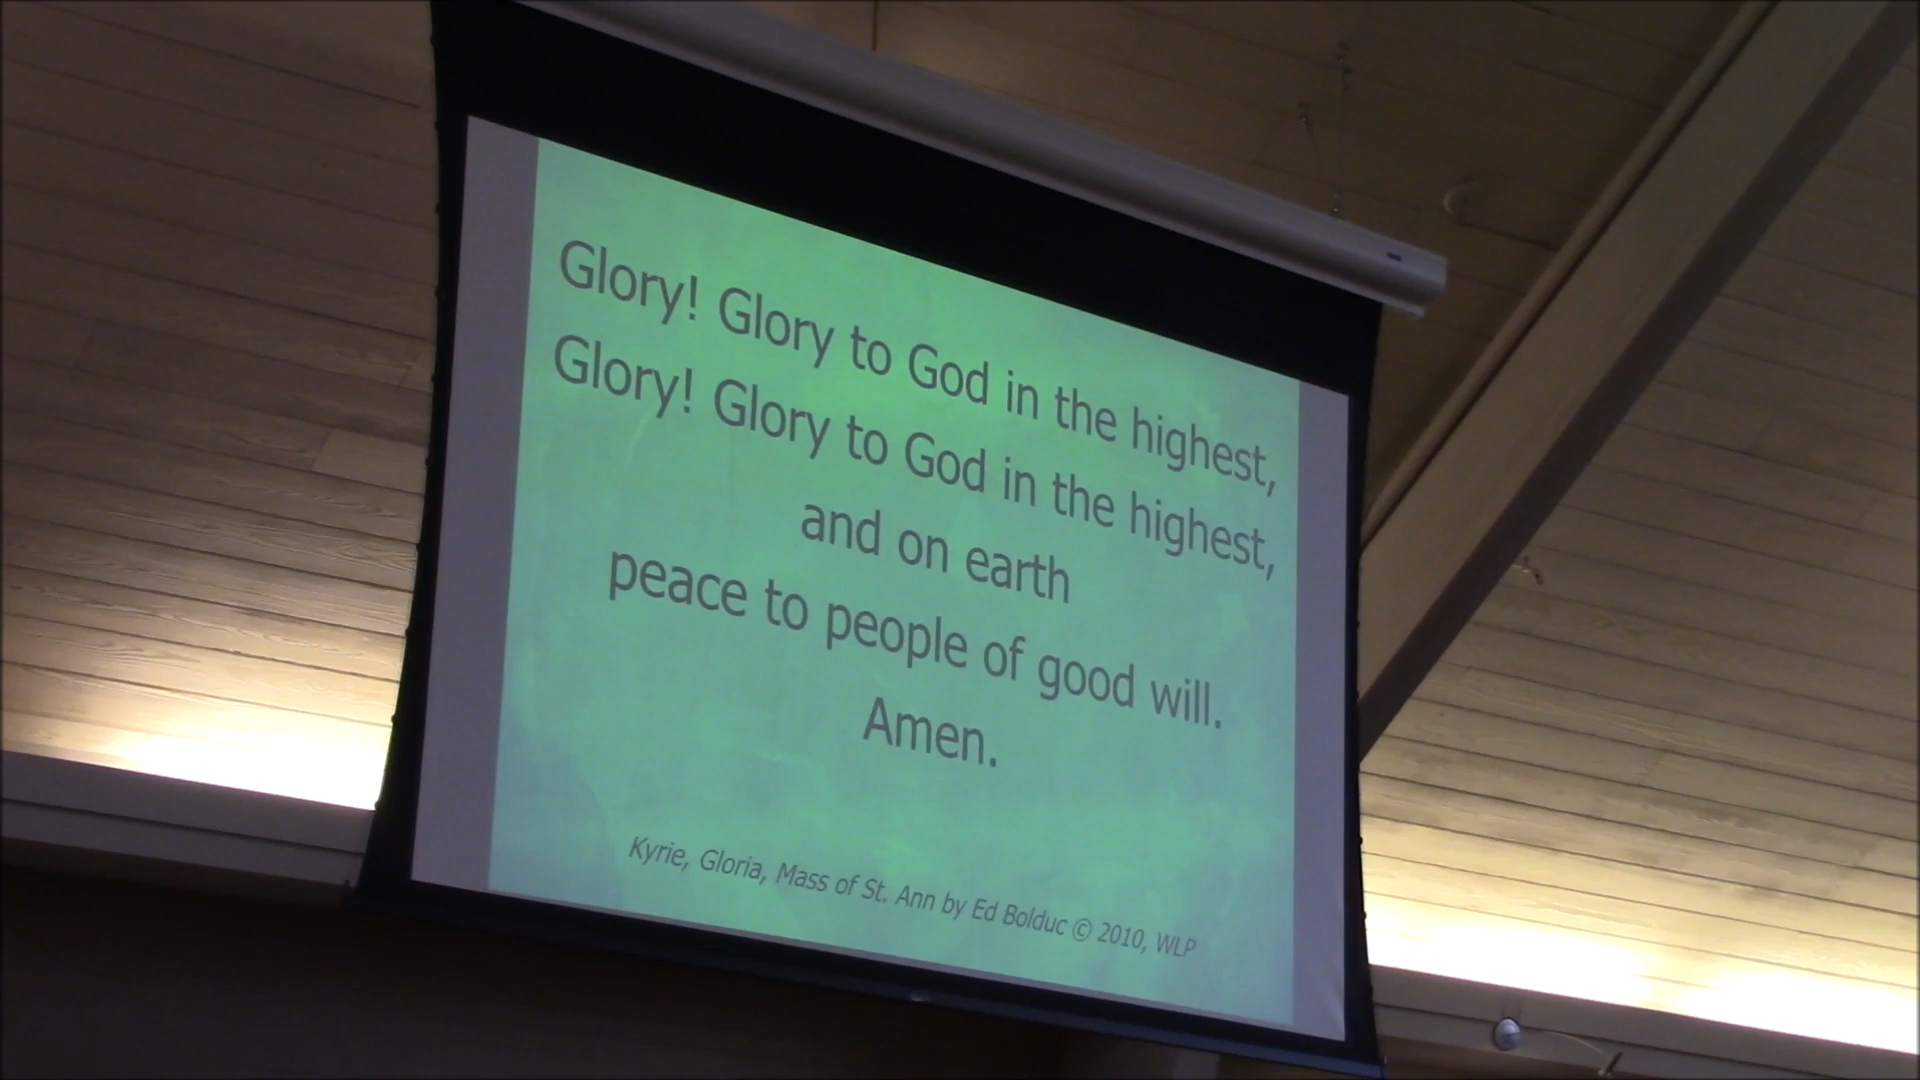 Glory! Glory to God in the highest,
Glory! Glory to God in the highest,
and on earth
peace to people of good will.
Amen.
Kyrie, Gloria, Mass of St. Ann by Ed Bolduc © 2010, WLP